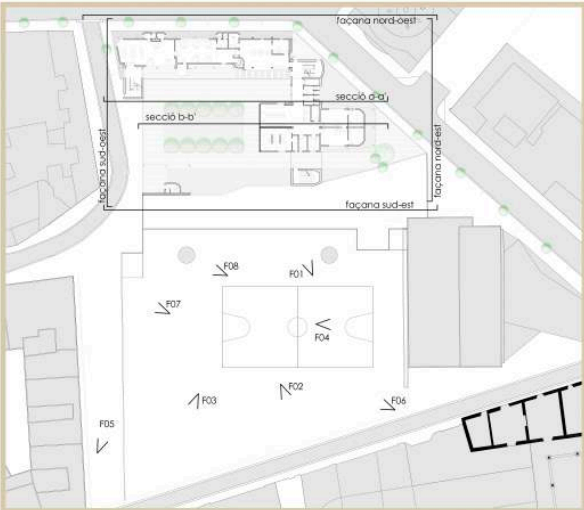 façana nord-oest
secció a-a'
secció b-b'
façana sud-oest
façana nord-est
façana sud-est
F08
F01
F07
F04
F02
F03
F06
F05